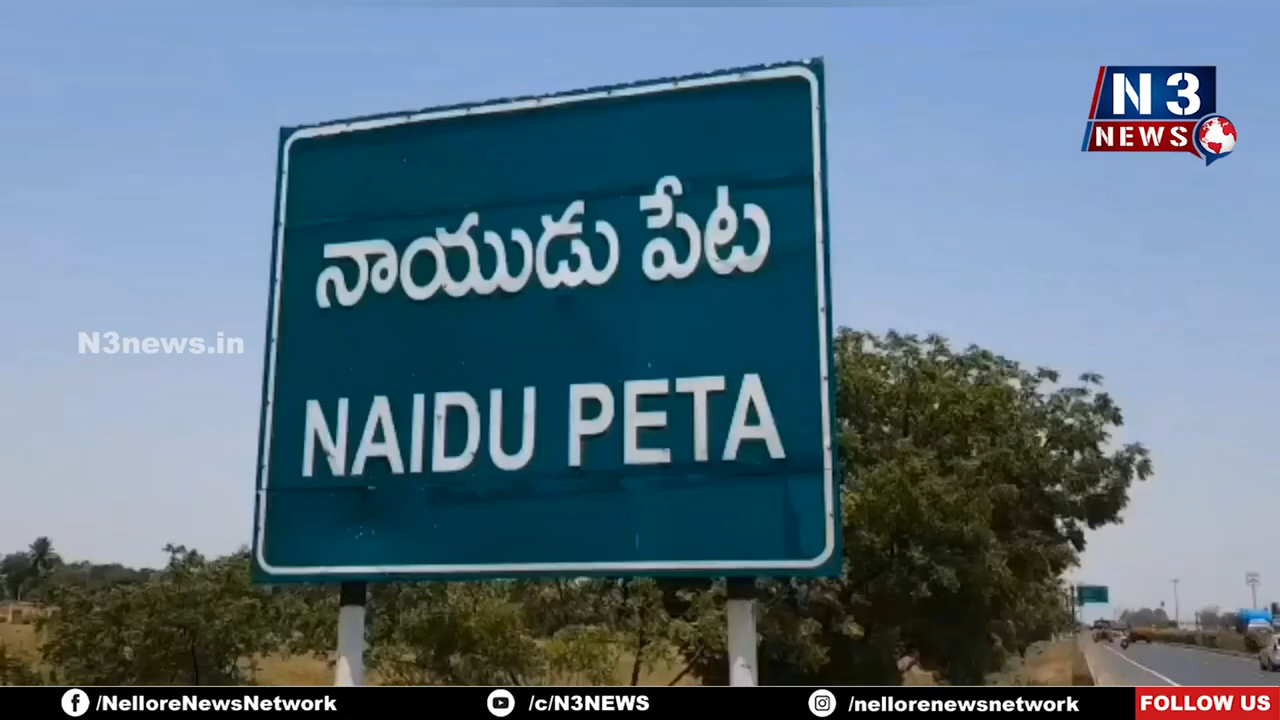 N3
NEWS
నాయుడు పేట
N3news.in
NAIDU PETA
/NelloreNewsNetwork
/c/N3NEWS
/nellorenewsnetwork
FOLLOW US